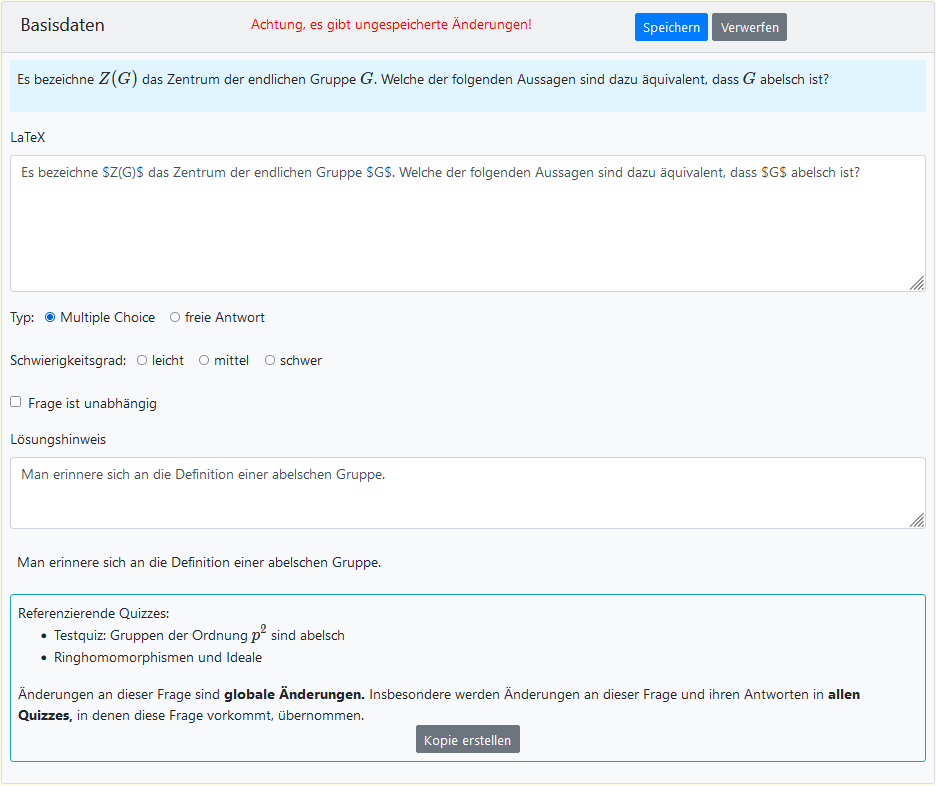 Basisdaten
Achtung, es gibt ungespeicherte Änderungen!
Speichern
Verwerfen
Es bezeichne Z(G) das Zentrum der endlichen Gruppe G. Welche der folgenden Aussagen sind dazu äquivalent, dass G abelsch ist?
LaTeX
Es bezeichne $Z(G)$ das Zentrum der endlichen Gruppe $G$. Welche der folgenden Aussagen sind dazu äquivalent, dass $G$ abelsch ist?
Typ: Multiple Choice freie Antwort
Schwierigkeitsgrad: leicht mittel schwer
Frage ist unabhängig
Lösungshinweis
Man erinnere sich an die Definition einer abelschen Gruppe.
Man erinnere sich an die Definition einer abelschen Gruppe.
Referenzierende Quizzes:
• Testquiz: Gruppen der Ordnung p² sind abelsch
• Ringhomomorphismen und Ideale
Änderungen an dieser Frage sind globale Änderungen. Insbesondere werden Änderungen an dieser Frage und ihren Antworten in allen
Quizzes, in denen diese Frage vorkommt, übernommen.
Kopie erstellen